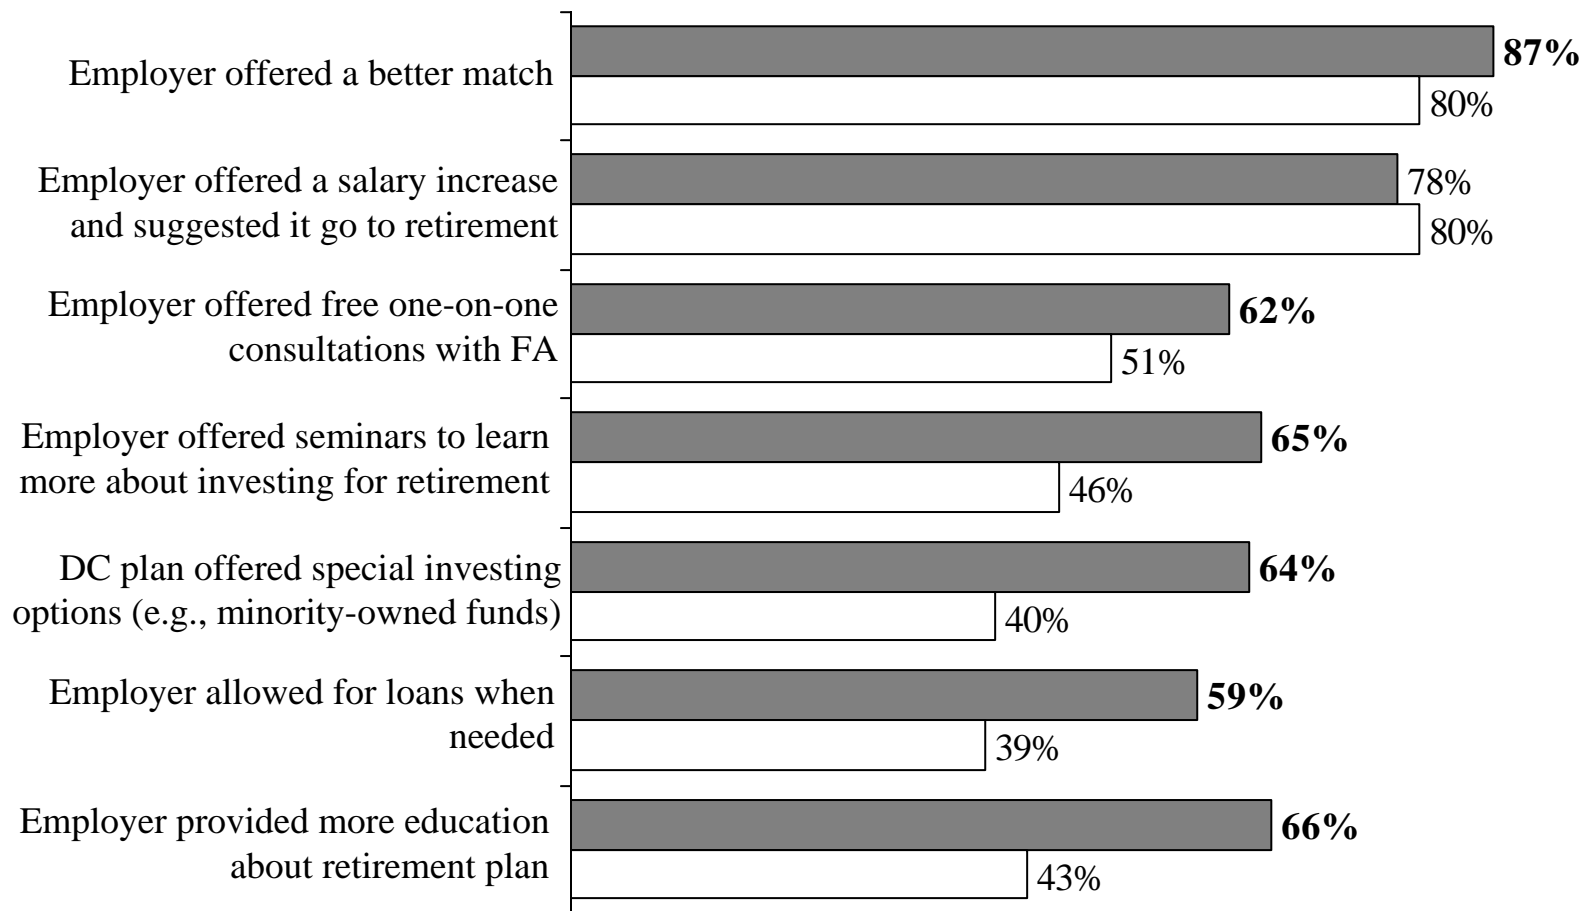 Employer offered a better match
87%
80%
Employer offered a salary increase
and suggested it go to retirement
78%
80%
Employer offered free one-on-one
consultations with FA
62%
51%
Employer offered seminars to learn
more about investing for retirement
65%
46%
DC plan offered special investing
options (e.g., minority-owned funds)
64%
40%
Employer allowed for loans when
needed
59%
39%
Employer provided more education
about retirement plan
66%
43%